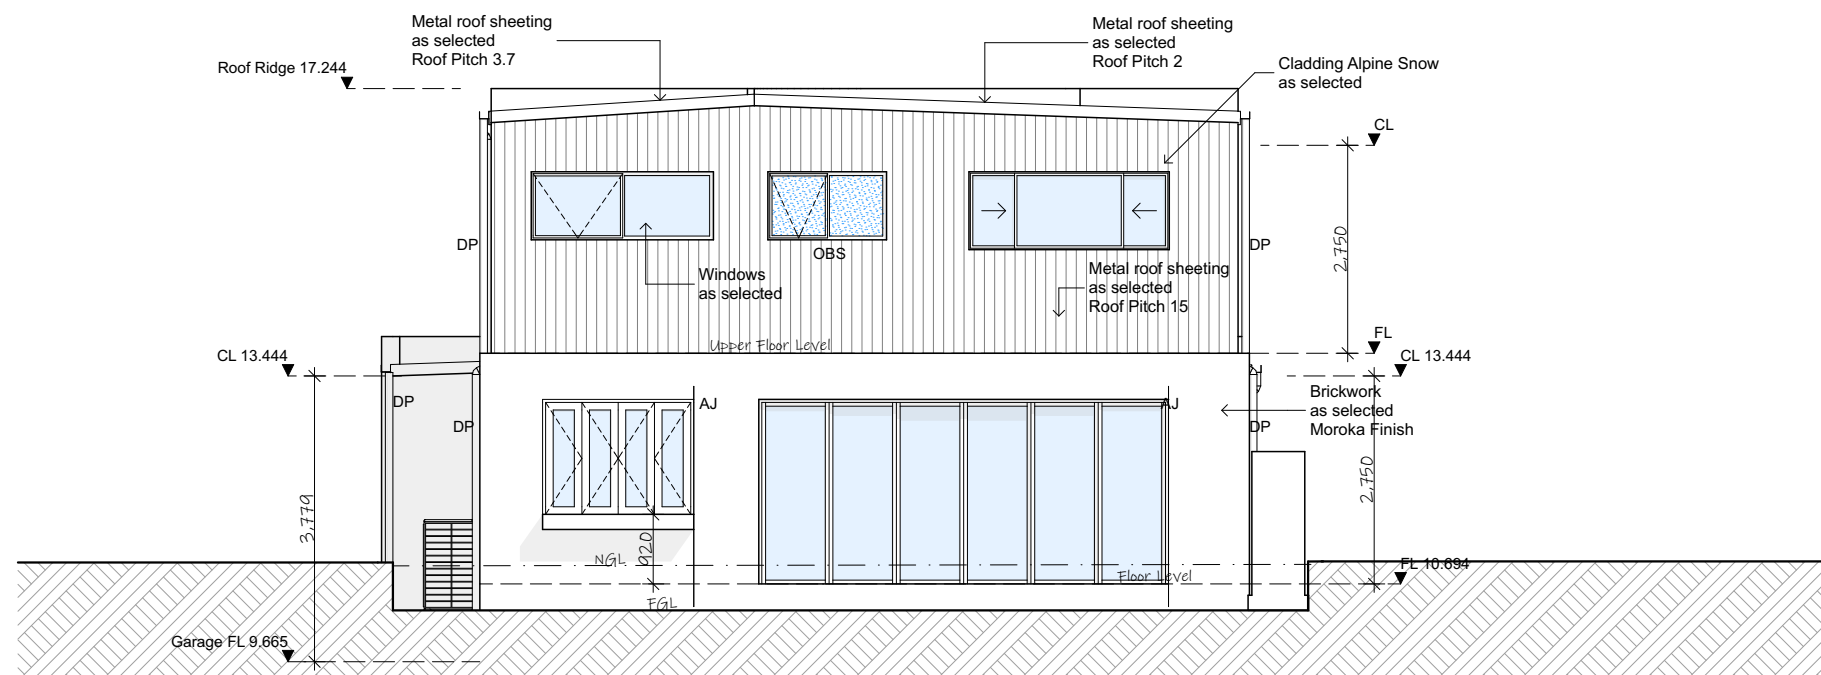 Metal roof sheeting
as selected
Roof Pitch 3.7
Metal roof sheeting
as selected
Roof Pitch 2
Cladding Alpine Snow
as selected
Roof Ridge 17.244
CL
DP
OBS
DP
2,750
Windows
as selected
Metal roof sheeting
as selected
Roof Pitch 15
Upper Floor Level
FL
CL 13.444
CL 13.444
DP
DP
AJ
AJ
DP
Brickwork
as selected
Moroka Finish
3,779
920
2,750
NGL
Floor Level
FL 10.694
FGL
Garage FL 9.665